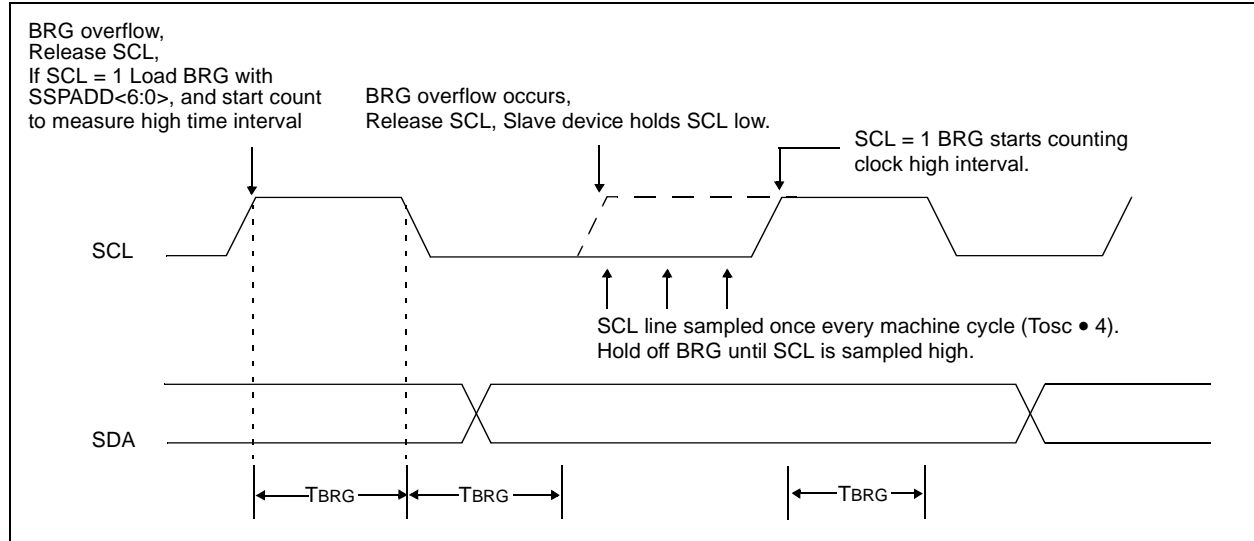 BRG overflow,
Release SCL,
If SCL = 1 Load BRG with
SSPADD<6:0>, and start count
to measure high time interval
BRG overflow occurs,
Release SCL, Slave device holds SCL low.
SCL = 1 BRG starts counting
clock high interval.
SCL
SCL line sampled once every machine cycle (Tosc • 4).
Hold off BRG until SCL is sampled high.
SDA
TBRG
TBRG
TBRG